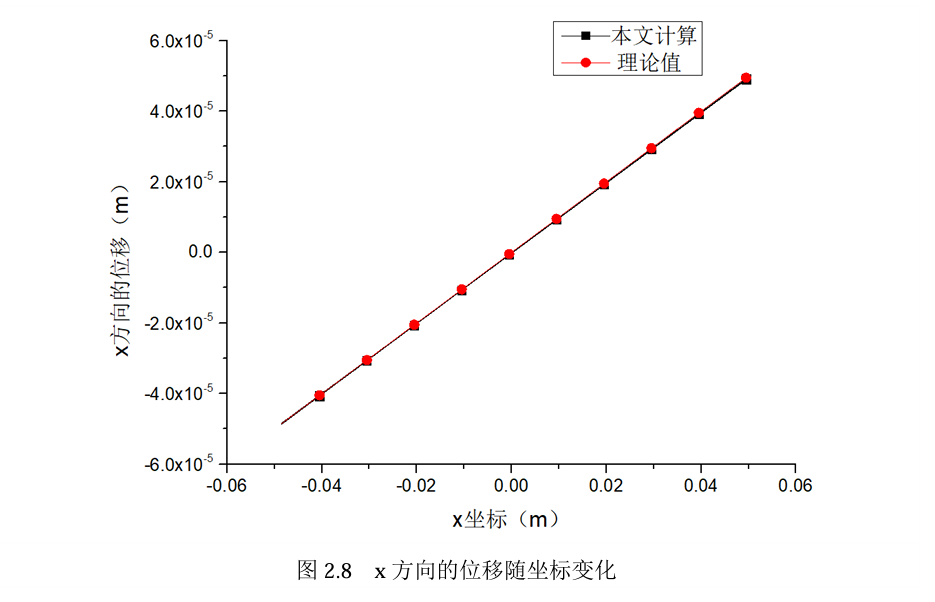 本文计算
理论值
6.0x10⁻⁵
4.0x10⁻⁵
2.0x10⁻⁵
0.0
-2.0x10⁻⁵
-4.0x10⁻⁵
-6.0x10⁻⁵
x方向的位移（m）
-0.06 -0.04 -0.02 0.00 0.02 0.04 0.06
x坐标（m）
图 2.8 x 方向的位移随坐标变化